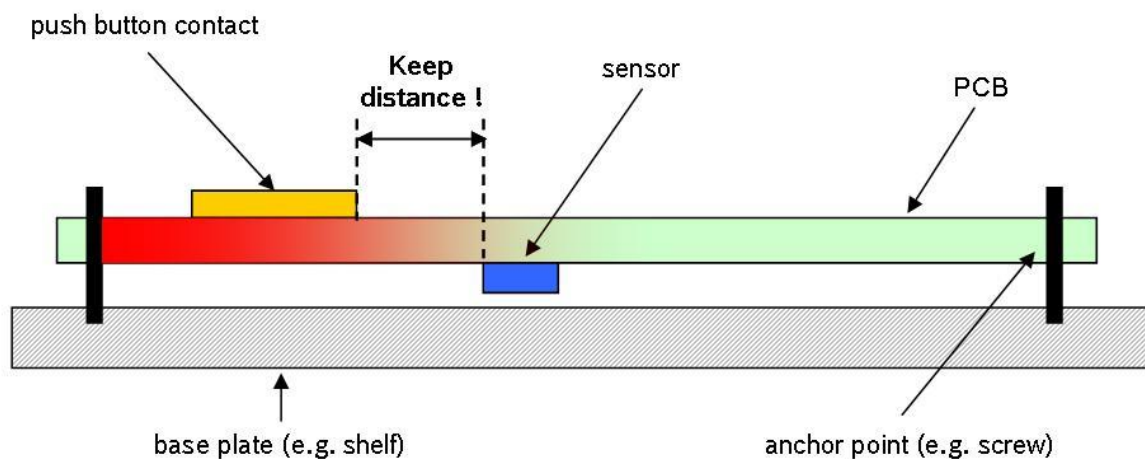 push button contact
Keep
distance !
sensor
PCB
base plate (e.g. shelf)
anchor point (e.g. screw)